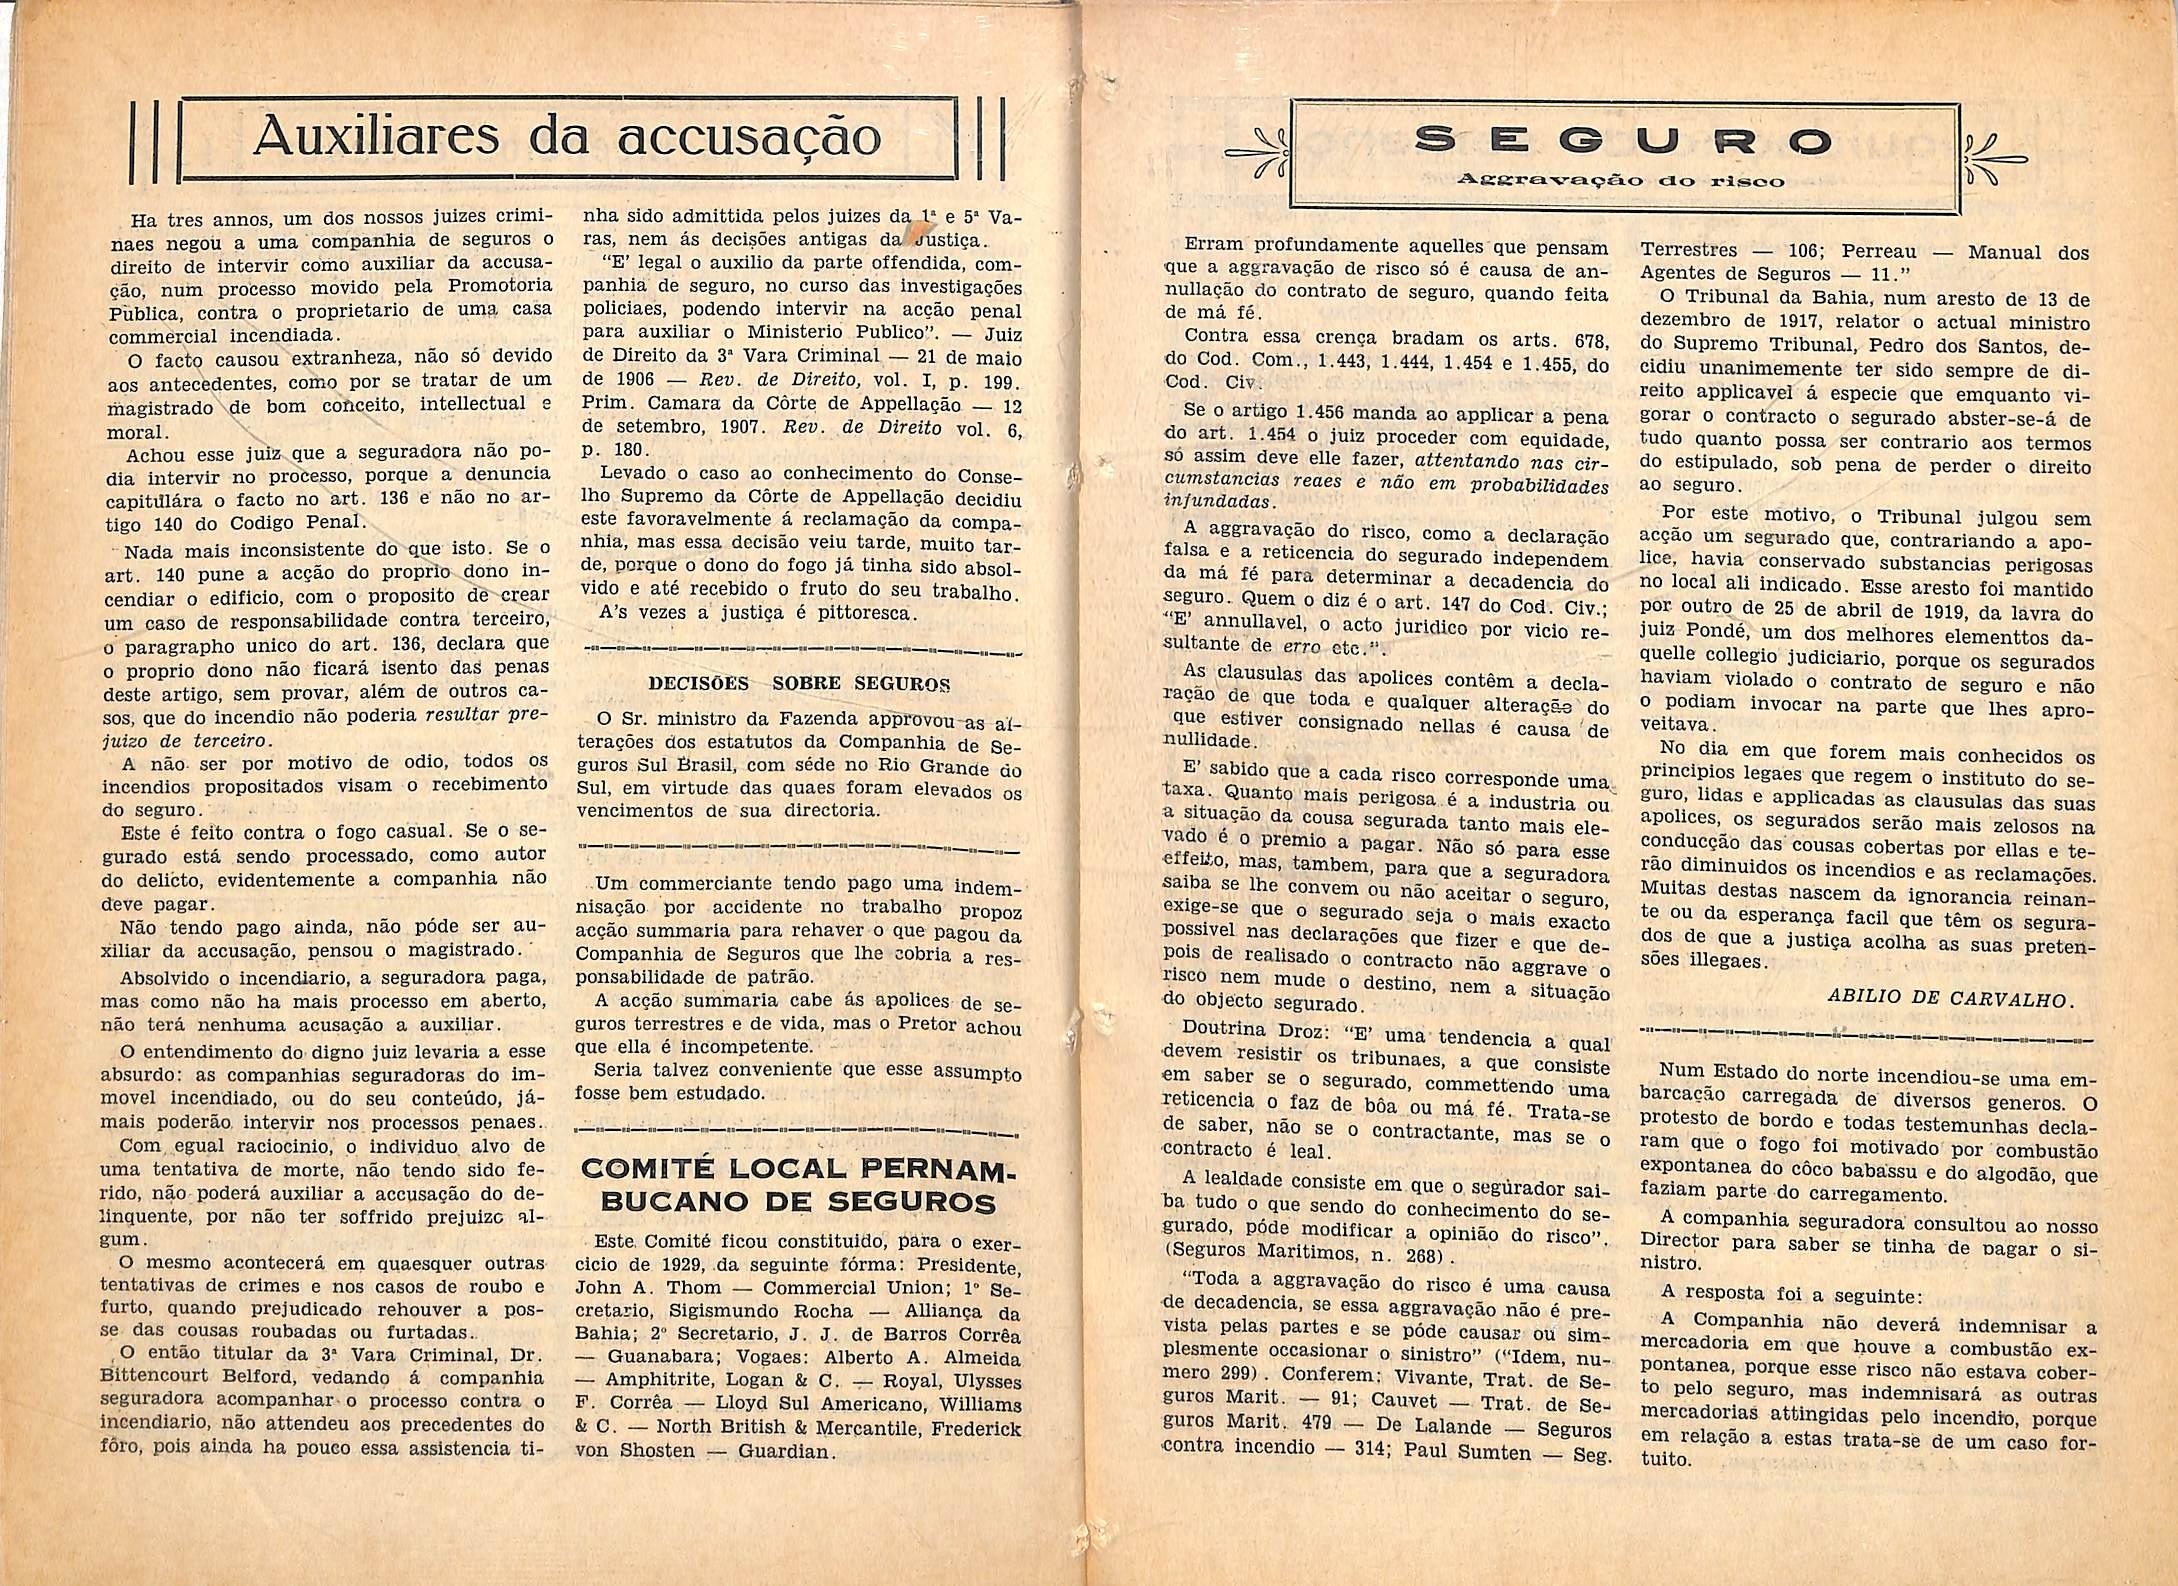 Auxiliares da accusação
Ha tres annos, um dos nossos juizes crimi-
naes negou a uma companhia de seguros o
direito de intervir como auxiliar da accusa-
ção, num processo movido pela Promotoria
Publica, contra o proprietario de uma casa
commercial incendiada.
O facto causou extranheza, não só devido
aos antecedentes, como por se tratar de um
magistrado de bom conceito, intellectual e
moral.
Achou esse juiz que a seguradora não po-
dia intervir no processo, porque a denuncia
capitulára o facto no art. 136 e não no ar-
tigo 140 do Codigo Penal.
Nada mais inconsistente do que isto. Se o
art. 140 pune a acção do proprio dono in-
cendiar o edificio, com o proposito de crear
um caso de responsabilidade contra terceiro,
o paragrapho unico do art. 136, declara que
o proprio dono não ficará isento das penas
deste artigo, sem provar, além de outros ca-
sos, que do incendio não poderia resultar pre-
juizo de terceiro.
A não ser por motivo de odio, todos os
incendios propositados visam o recebimento
do seguro.
Este é feito contra o fogo casual. Se o se-
gurado está sendo processado, como autor
do delicto, evidentemente a companhia não
deve pagar.
Não tendo pago ainda, não póde ser au-
xiliar da accusação, pensou o magistrado.
Absolvido o incendiario, a seguradora paga,
mas como não ha mais processo em aberto,
não terá nenhuma acusação a auxiliar.
O entendimento do digno juiz levaria a esse
absurdo: as companhias seguradoras do im-
movel incendiado, ou do seu conteúdo, já-
mais poderão intervir nos processos penaes.
Com egual raciocinio, o individuo alvo de
uma tentativa de morte, não tendo sido fe-
rido, não poderá auxiliar a accusação do de-
linquente, por não ter soffrido prejuizo al-
gum.
O mesmo acontecerá em quaesquer outras
tentativas de crimes e nos casos de roubo e
furto, quando prejudicado rehouver a pos-
se das cousas roubadas ou furtadas.
O então titular da 3ª Vara Criminal, Dr.
Bittencourt Belford, vedando á companhia
seguradora acompanhar o processo contra o
incendiario, não attendeu aos precedentes do
fôro, pois ainda ha pouco essa assistencia ti-
nha sido admittida pelos juizes da 1ª e 5ª Va-
ras, nem ás decisões antigas da Justiça.
"E' legal o auxilio da parte offendida, com-
panhia de seguro, no curso das investigações
policiaes, podendo intervir na acção penal
para auxiliar o Ministerio Publico". — Juiz
de Direito da 3ª Vara Criminal — 21 de maio
de 1906 — Rev. de Direito, vol. I, p. 199.
Prim. Camara da Côrte de Appellação — 12
de setembro, 1907. Rev. de Direito vol. 6,
p. 180.
Levado o caso ao conhecimento do Conse-
lho Supremo da Côrte de Appellação decidiu
este favoravelmente á reclamação da compa-
nhia, mas essa decisão veiu tarde, muito tar-
de, porque o dono do fogo já tinha sido absol-
vido e até recebido o fruto do seu trabalho.
A's vezes a justiça é pittoresca.
DECISÕES SOBRE SEGUROS
O Sr. ministro da Fazenda approvou as al-
terações dos estatutos da Companhia de Se-
guros Sul Brasil, com séde no Rio Grande do
Sul, em virtude das quaes foram elevados os
vencimentos de sua directoria.
Um commerciante tendo pago uma indem-
nisação por accidente no trabalho propoz
acção summaria para rehaver o que pagou da
Companhia de Seguros que lhe cobria a res-
ponsabilidade de patrão.
A acção summaria cabe ás apolices de se-
guros terrestres e de vida, mas o Pretor achou
que ella é incompetente.
Seria talvez conveniente que esse assumpto
fosse bem estudado.
COMITÉ LOCAL PERNAM-
BUCANO DE SEGUROS
Este Comité ficou constituido, para o exer-
cicio de 1929, da seguinte fórma: Presidente,
John A. Thom — Commercial Union; 1º Se-
cretario, Sigismundo Rocha — Alliança da
Bahia; 2º Secretario, J. J. de Barros Corrêa
— Guanabara; Vogaes: Alberto A. Almeida
— Amphitrite, Logan & C. — Royal, Ulysses
F. Corrêa — Lloyd Sul Americano, Williams
& C. — North British & Mercantile, Frederick
von Shosten — Guardian.
SEGURO
Aggravação do risco
Erram profundamente aquelles que pensam
que a aggravação de risco só é causa de an-
nullação do contrato de seguro, quando feita
de má fé.
Contra essa crença bradam os arts. 678,
do Cod. Com., 1.443, 1.444, 1.454 e 1.455, do
Cod. Civ.
Se o artigo 1.456 manda ao applicar a pena
do art. 1.454 o juiz proceder com equidade,
só assim deve elle fazer, attentando nas cir-
cumstancias reaes e não em probabilidades
infundadas.
A aggravação do risco, como a declaração
falsa e a reticencia do segurado independem
da má fé para determinar a decadencia do
seguro. Quem o diz é o art. 147 do Cod. Civ.;
"E' annullavel, o acto juridico por vicio re-
sultante de erro etc.".
As clausulas das apolices contêm a decla-
ração de que toda e qualquer alteração do
que estiver consignado nellas é causa de
nullidade.
E' sabido que a cada risco corresponde uma
taxa. Quanto mais perigosa é a industria ou
a situação da cousa segurada tanto mais ele-
vado é o premio a pagar. Não só para esse
effeito, mas, tambem, para que a seguradora
saiba se lhe convem ou não aceitar o seguro,
exige-se que o segurado seja o mais exacto
possivel nas declarações que fizer e que de-
pois de realisado o contracto não aggrave o
risco nem mude o destino, nem a situação
do objecto segurado.
Doutrina Droz: "E' uma tendencia a qual
devem resistir os tribunaes, a que consiste
em saber se o segurado, commettendo uma
reticencia o faz de bôa ou má fé. Trata-se
de saber, não se o contractante, mas se o
contracto é leal.
A lealdade consiste em que o segurador sai-
ba tudo o que sendo do conhecimento do se-
gurado, póde modificar a opinião do risco".
(Seguros Maritimos, n. 268).
"Toda a aggravação do risco é uma causa
de decadencia, se essa aggravação não é pre-
vista pelas partes e se póde causar ou sim-
plesmente occasionar o sinistro" ("Idem, nu-
mero 299). Conferem: Vivante, Trat. de Se-
guros Marit. — 91; Cauvet — Trat. de Se-
guros Marit. 479 — De Lalande — Seguros
contra incendio — 314; Paul Sumten — Seg.
Terrestres — 106; Perreau — Manual dos
Agentes de Seguros — 11."
O Tribunal da Bahia, num aresto de 13 de
dezembro de 1917, relator o actual ministro
do Supremo Tribunal, Pedro dos Santos, de-
cidiu unanimemente ter sido sempre de di-
reito applicavel á especie que emquanto vi-
gorar o contracto o segurado abster-se-á de
tudo quanto possa ser contrario aos termos
do estipulado, sob pena de perder o direito
ao seguro.
Por este motivo, o Tribunal julgou sem
acção um segurado que, contrariando a apo-
lice, havia conservado substancias perigosas
no local ali indicado. Esse aresto foi mantido
por outro de 25 de abril de 1919, da lavra do
juiz Pondé, um dos melhores elementtos da-
quelle collegio judiciario, porque os segurados
haviam violado o contrato de seguro e não
o podiam invocar na parte que lhes apro-
veitava.
No dia em que forem mais conhecidos os
principios legaes que regem o instituto do se-
guro, lidas e applicadas as clausulas das suas
apolices, os segurados serão mais zelosos na
conducção das cousas cobertas por ellas e te-
rão diminuidos os incendios e as reclamações.
Muitas destas nascem da ignorancia reinan-
te ou da esperança facil que têm os segura-
dos de que a justiça acolha as suas preten-
sões illegaes.
ABILIO DE CARVALHO.
Num Estado do norte incendiou-se uma em-
barcação carregada de diversos generos. O
protesto de bordo e todas testemunhas decla-
ram que o fogo foi motivado por combustão
expontanea do côco babassu e do algodão, que
faziam parte do carregamento.
A companhia seguradora consultou ao nosso
Director para saber se tinha de pagar o si-
nistro.
A resposta foi a seguinte:
A Companhia não deverá indemnisar a
mercadoria em que houve a combustão ex-
pontanea, porque esse risco não estava cober-
to pelo seguro, mas indemnisará as outras
mercadorias attingidas pelo incendio, porque
em relação a estas trata-se de um caso for-
tuito.